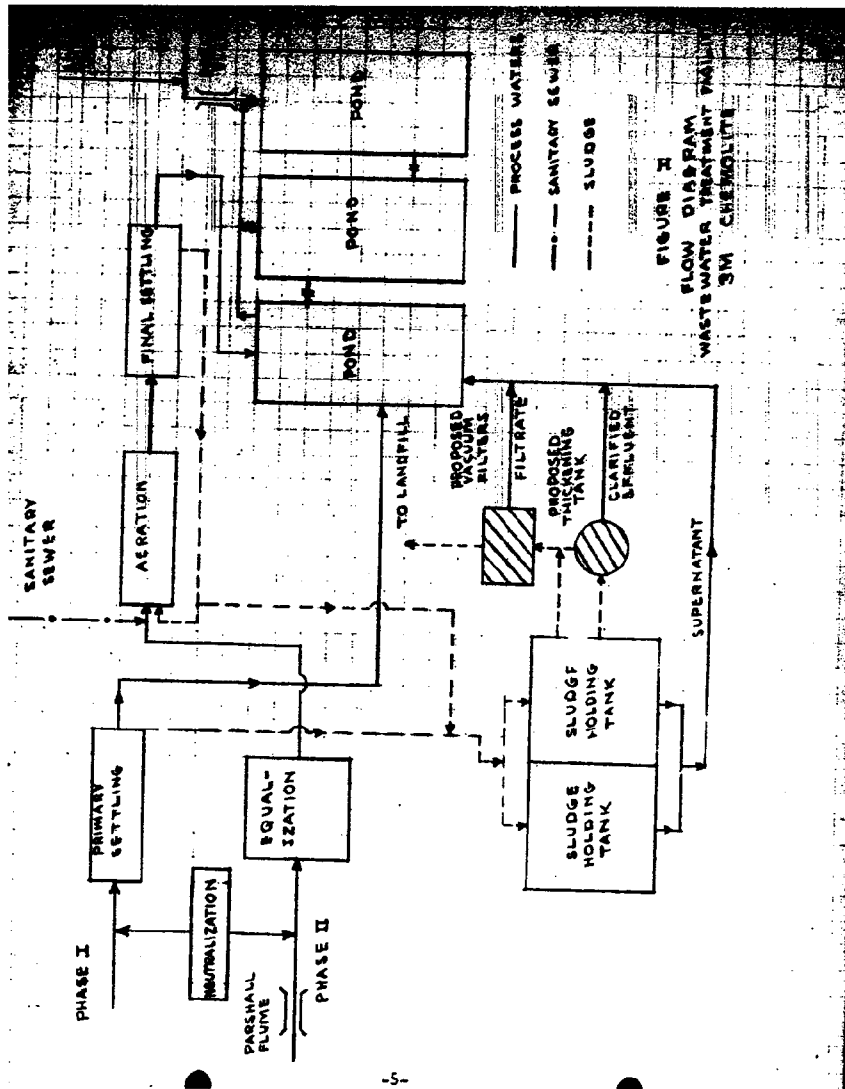 PHASE I
PRIMARY
SETTLING
NEUTRALIZATION
PARSHALL
FLUME
PHASE II
EQUAL-
IZATION
SANITARY
SEWER
AERATION
FINAL SETTLING
POND
POND
POND
TO LANDFILL
PROPOSED
VACUUM
FILTERS
FILTRATE
PROPOSED
THICKENING
TANK
CLARIFIED
EFFLUENT
SLUDGE
HOLDING
TANK
SLUDGE
HOLDING
TANK
SUPERNATANT
PROCESS WATERS
SANITARY SEWER
SLUDGE
FIGURE II
FLOW DIAGRAM
WASTEWATER TREATMENT
3M CHEMOLITE
-5-